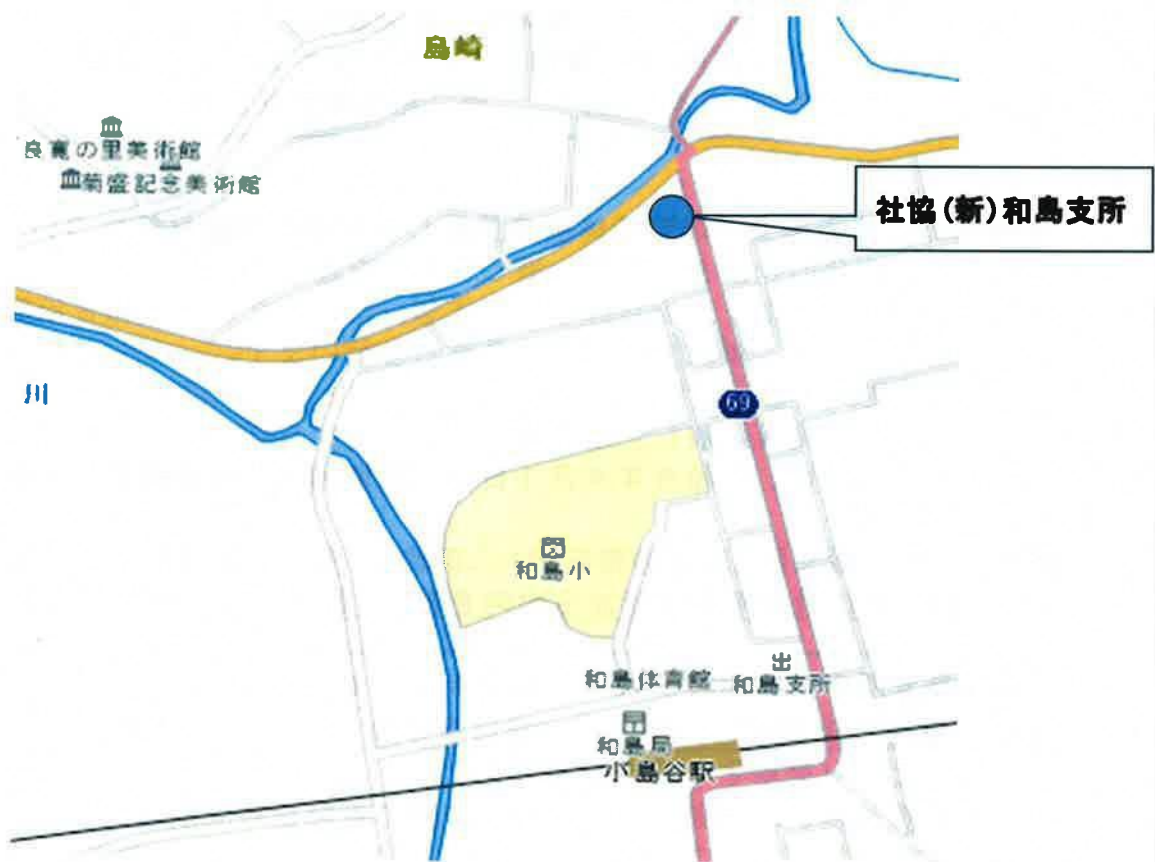 島崎
良寛の里美術館
菊盛記念美術館
社協(新)和島支所
川
69
和島小
和島体育館
出
和島支所
和島局
小島谷駅